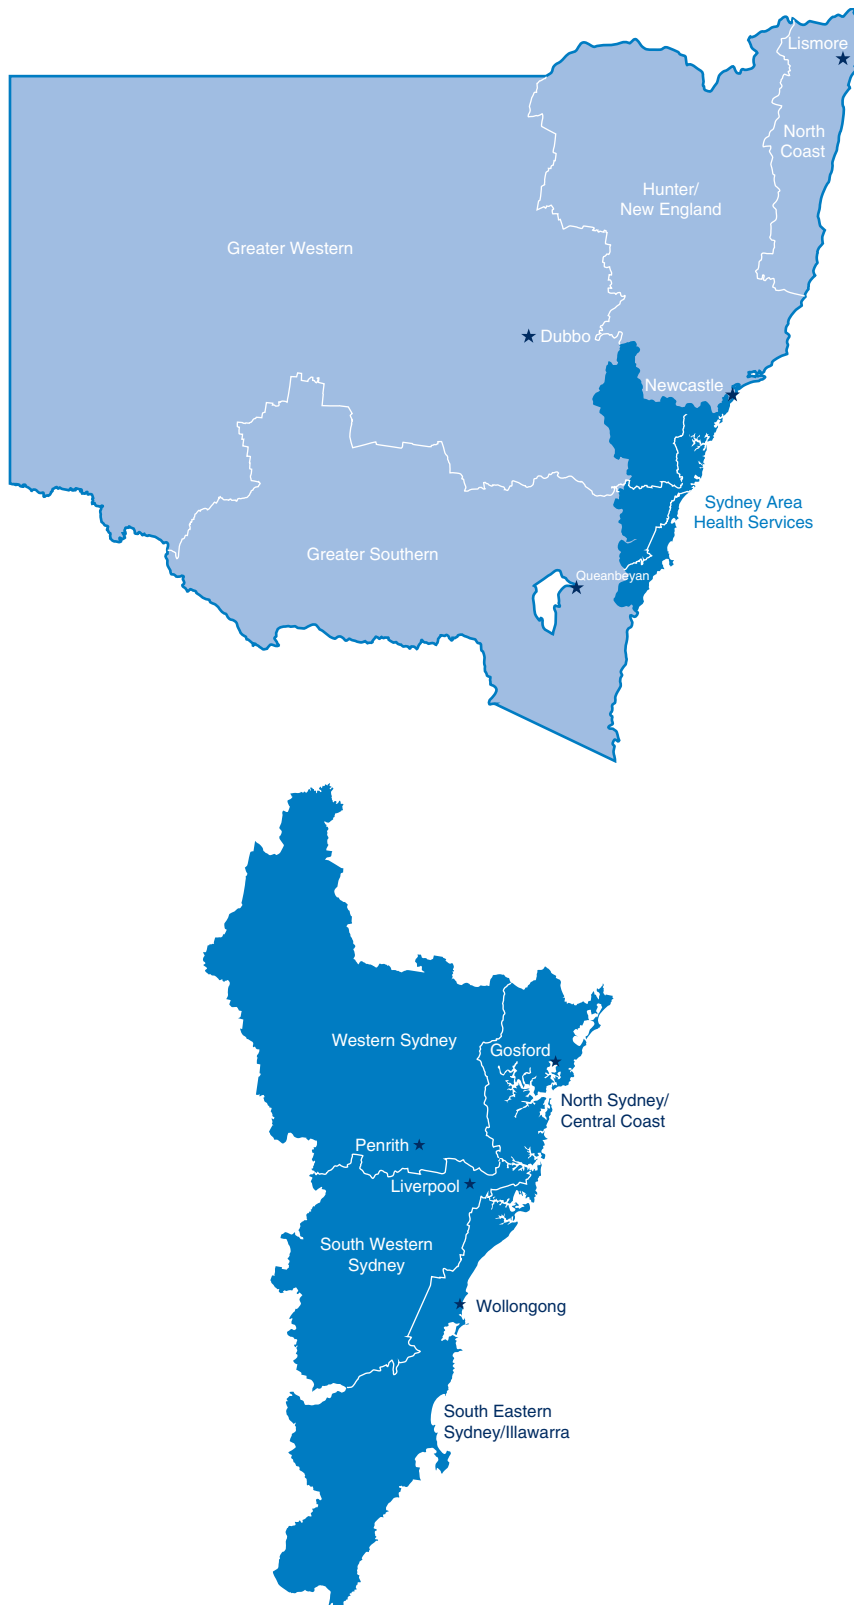 Lismore
North
Coast
Hunter/
New England
Greater Western
Dubbo
Newcastle
Sydney Area
Health Services
Greater Southern
Queanbeyan
Western Sydney
Gosford
North Sydney/
Central Coast
Penrith
Liverpool
South Western
Sydney
Wollongong
South Eastern
Sydney/Illawarra